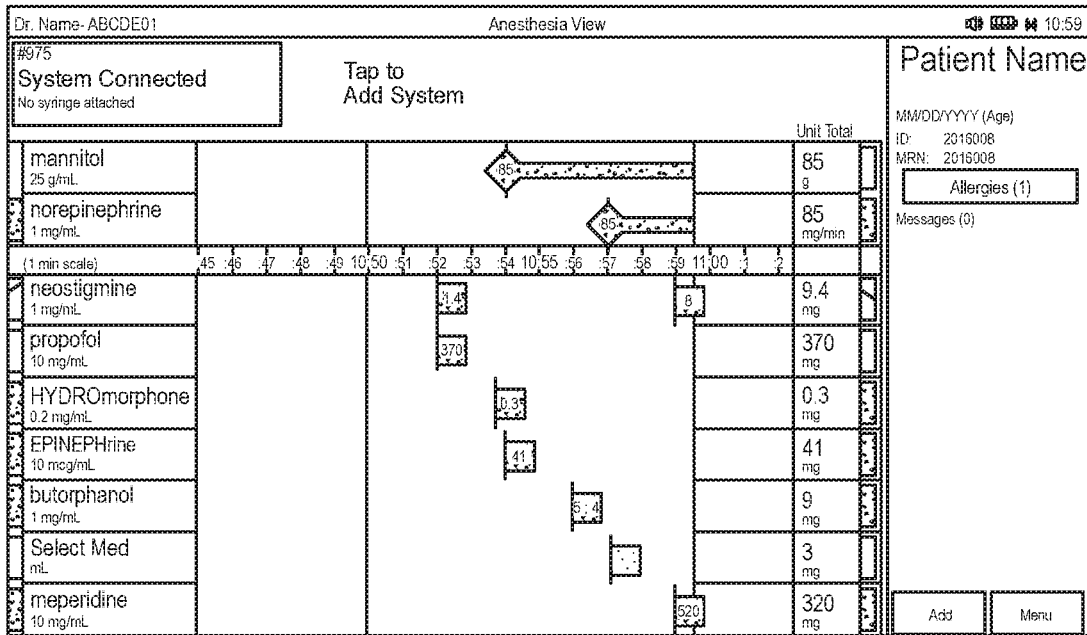 Dr. Name- ABCDE01 Anesthesia View 10:59
#975
System Connected
No syringe attached
Tap to
Add System
Unit Total
Patient Name
MM/DD/YYYY (Age)
ID: 2016008
MRN: 2016008
Allergies (1)
Messages (0)
mannitol
25 g/mL
85
85
g
norepinephrine
1 mg/mL
85
85
mg/min
(1 min scale) :45 :46 :47 :48 :49 10:50 :51 :52 :53 :54 10:55 :56 :57 :58 :59 11:00 :1 :2
neostigmine
1 mg/mL
1.4
8
9.4
mg
propofol
10 mg/mL
370
370
mg
HYDROmorphone
0.2 mg/mL
0.3
0.3
mg
EPINEPHrine
10 mcg/mL
41
41
mg
butorphanol
1 mg/mL
5 : 4
9
mg
Select Med
mL
3
mg
meperidine
10 mg/mL
520
320
mg
Add
Menu